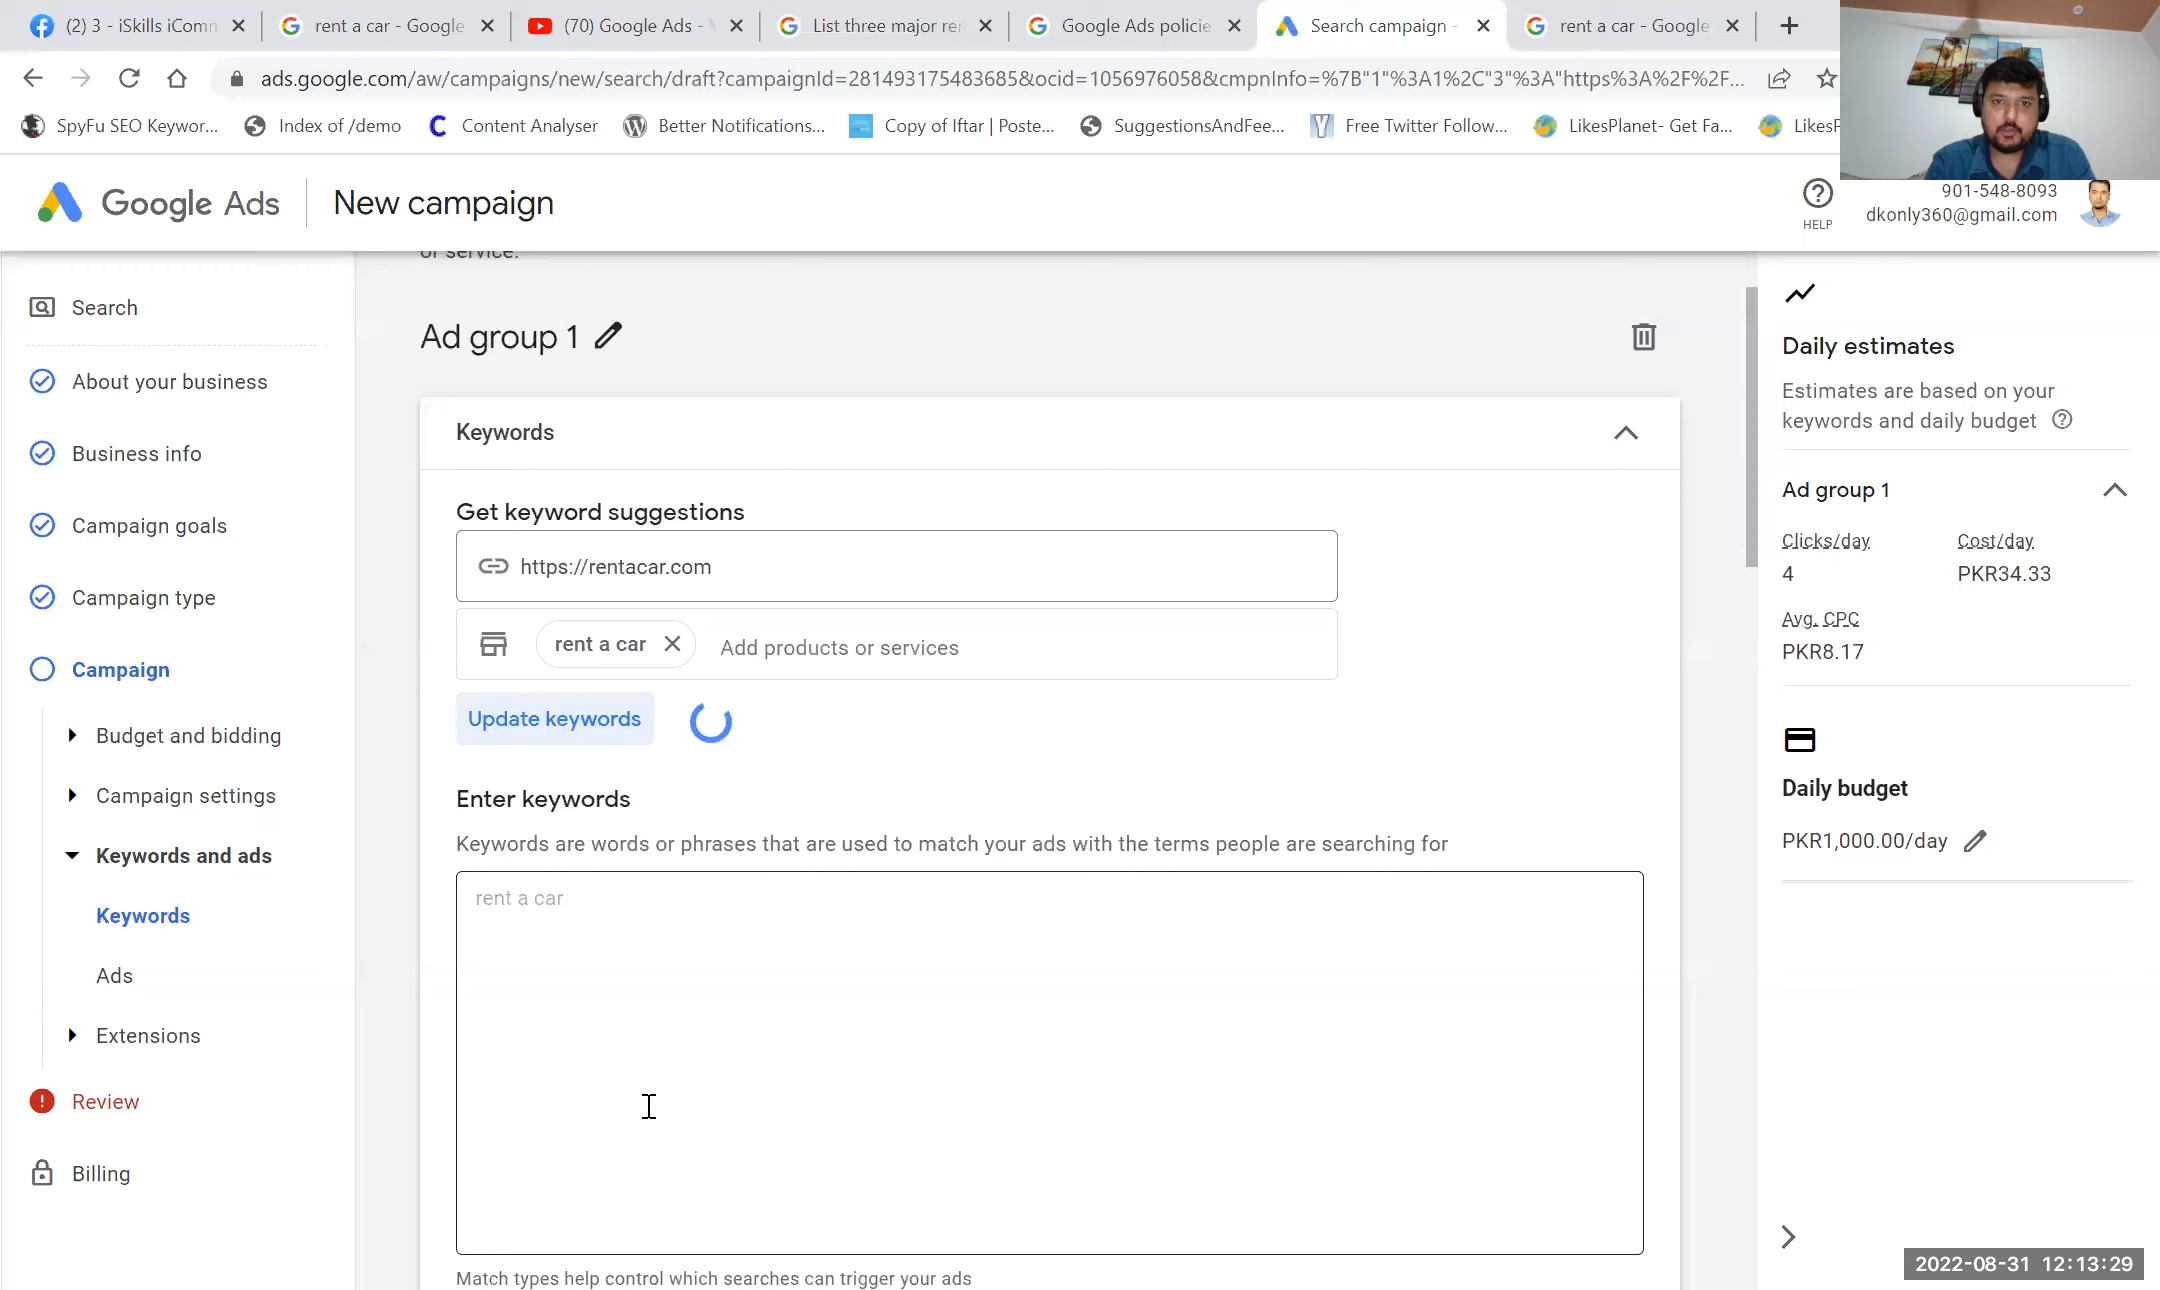 (2) 3 - iSkills iComm
rent a car - Google
(70) Google Ads - Y
List three major re
Google Ads policie
Search campaign -
rent a car - Google
ads.google.com/aw/campaigns/new/search/draft?campaignId=281493175483685&ocid=1056976058&cmpnInfo=%7B"1"%3A1%2C"3"%3A"https%3A%2F%2F...
SpyFu SEO Keywor...
Index of /demo
Content Analyser
Better Notifications...
Copy of Iftar | Poste...
SuggestionsAndFee...
Free Twitter Follow...
LikesPlanet- Get Fa...
LikesP
Google Ads
New campaign
HELP
901-548-8093
dkonly360@gmail.com
or service.
Search
About your business
Business info
Campaign goals
Campaign type
Campaign
Budget and bidding
Campaign settings
Keywords and ads
Keywords
Ads
Extensions
Review
Billing
Ad group 1
Keywords
Get keyword suggestions
https://rentacar.com
rent a car
Add products or services
Update keywords
Enter keywords
Keywords are words or phrases that are used to match your ads with the terms people are searching for
rent a car
Match types help control which searches can trigger your ads
Daily estimates
Estimates are based on your
keywords and daily budget
Ad group 1
Clicks/day
Cost/day
4
PKR34.33
Avg. CPC
PKR8.17
Daily budget
PKR1,000.00/day
2022-08-31 12:13:29